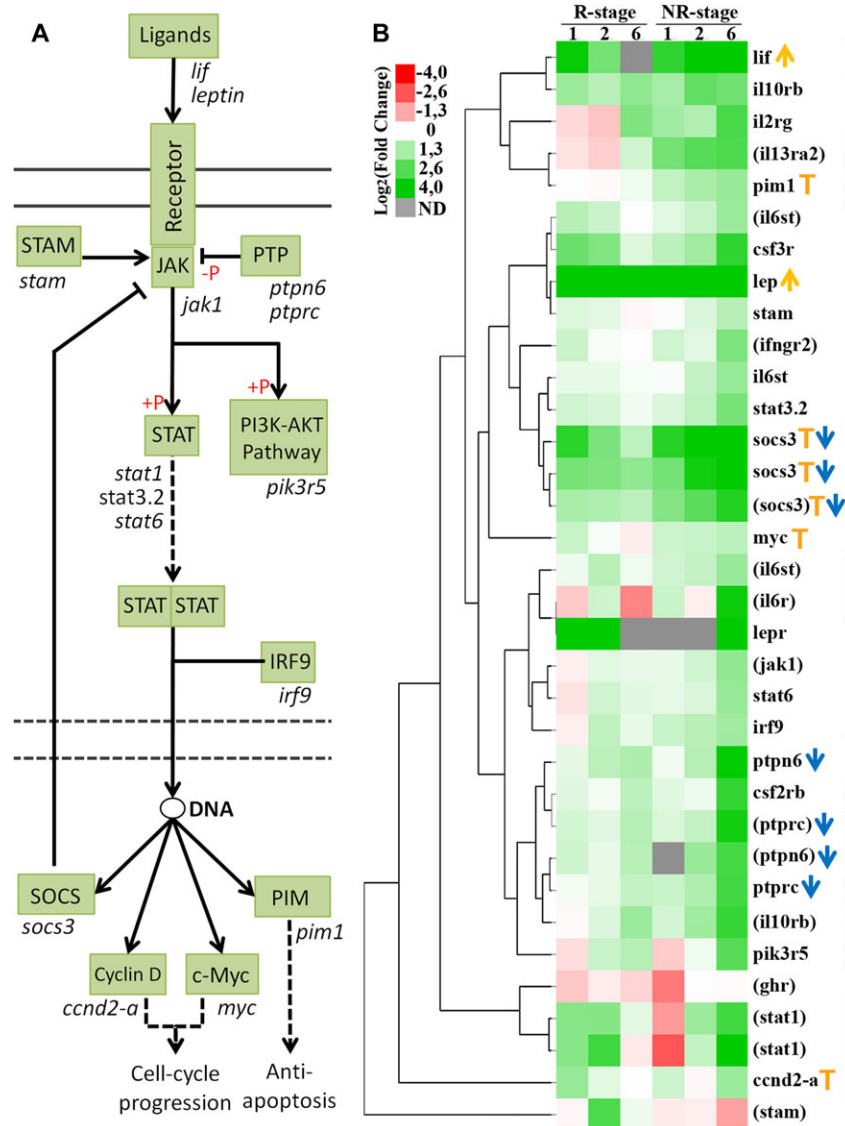 A
Ligands
lif
leptin
Receptor
STAM
stam
JAK
jak1
PTP
-P
ptpn6
ptprc
+P
+P
STAT
stat1
stat3.2
stat6
PI3K-AKT
Pathway
pik3r5
STAT STAT
IRF9
irf9
DNA
SOCS
socs3
PIM
pim1
Cyclin D
ccnd2-a
c-Myc
myc
Cell-cycle
progression
Anti-
apoptosis
B
R-stage NR-stage
1 2 6 1 2 6
Log2(Fold Change)
-4,0
-2,6
-1,3
0
1,3
2,6
4,0
ND
lif
il10rb
il2rg
(il13ra2)
pim1 T
(il6st)
csf3r
lep
stam
(ifngr2)
il6st
stat3.2
socs3 T
socs3 T
(socs3) T
myc T
(il6st)
(il6r)
lepr
(jak1)
stat6
irf9
ptpn6
csf2rb
(ptprc)
(ptpn6)
ptprc
(il10rb)
pik3r5
(ghr)
(stat1)
(stat1)
ccnd2-a T
(stam)